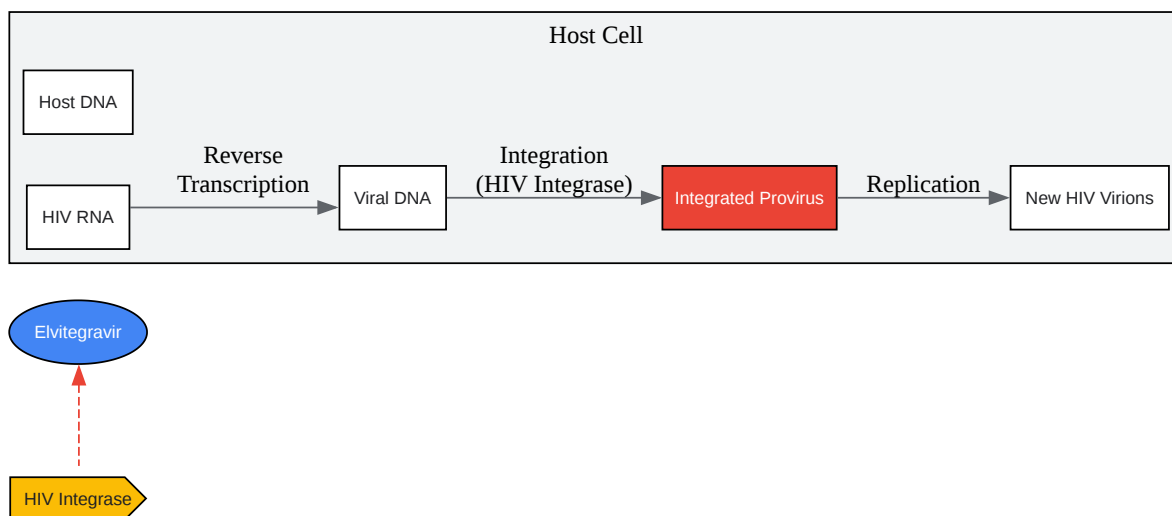 Host Cell
Host DNA
Reverse
Transcription
Integration
(HIV Integrase)
Replication
HIV RNA
Viral DNA
Integrated Provirus
New HIV Virions
Elvitegravir
HIV Integrase